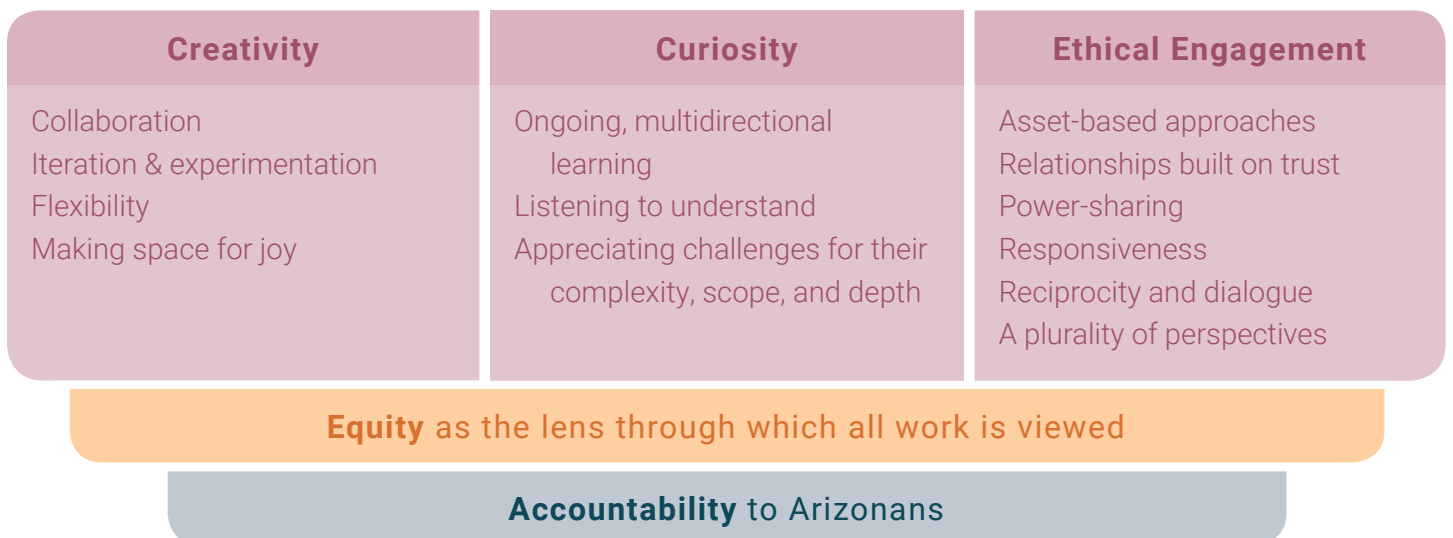 Creativity
Collaboration
Iteration & experimentation
Flexibility
Making space for joy
Curiosity
Ongoing, multidirectional
learning
Listening to understand
Appreciating challenges for their
complexity, scope, and depth
Ethical Engagement
Asset-based approaches
Relationships built on trust
Power-sharing
Responsiveness
Reciprocity and dialogue
A plurality of perspectives
Equity as the lens through which all work is viewed
Accountability to Arizonans